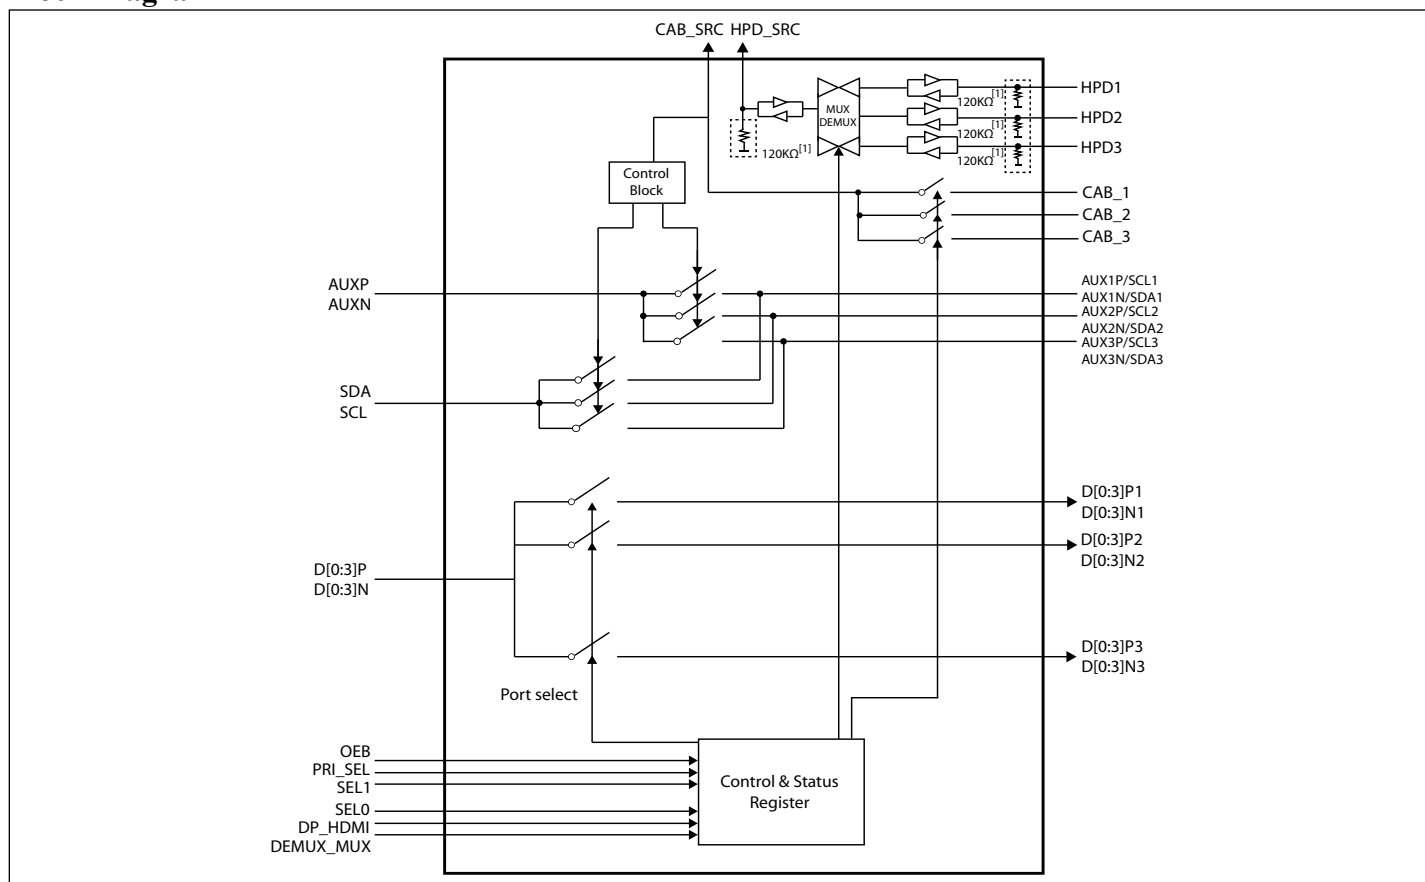 CAB_SRC HPD_SRC
HPD1
120KΩ[1]
MUX
DEMUX
HPD2
120KΩ[1]
HPD3
120KΩ[1]
120KΩ[1]
Control
Block
CAB_1
CAB_2
CAB_3
AUXP
AUXN
AUX1P/SCL1
AUX1N/SDA1
AUX2P/SCL2
AUX2N/SDA2
AUX3P/SCL3
AUX3N/SDA3
SDA
SCL
D[0:3]P1
D[0:3]N1
D[0:3]P2
D[0:3]N2
D[0:3]P
D[0:3]N
D[0:3]P3
D[0:3]N3
Port select
OEB
PRI_SEL
SEL1
SEL0
DP_HDMI
DEMUX_MUX
Control & Status
Register